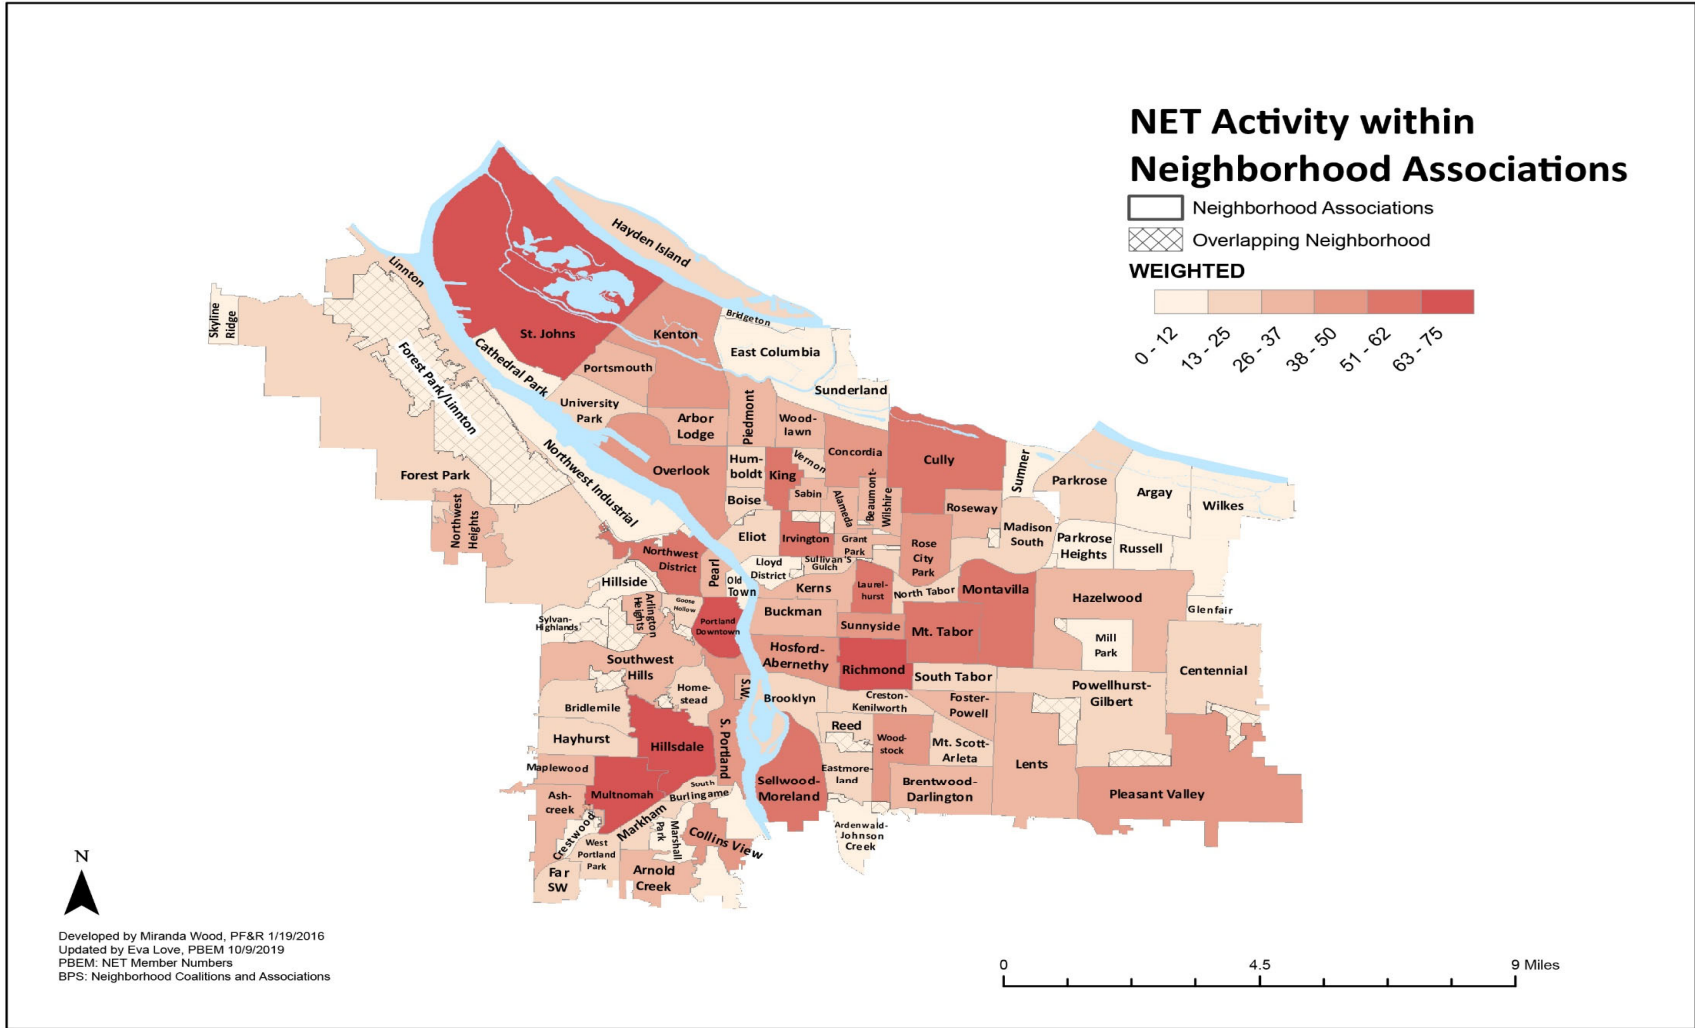 NET Activity within
Neighborhood Associations
Neighborhood Associations
Overlapping Neighborhood
WEIGHTED
0 - 12
13 - 25
26 - 37
38 - 50
51 - 62
63 - 75
Hayden Island
Linnton
Skyline
Ridge
St. Johns
Kenton
Bridgeton
East Columbia
Cathedral Park
Forest Park/Linnton
Portsmouth
Sunderland
University
Park
Piedmont
Arbor
Lodge
Wood-
lawn
Northwest Industrial
Overlook
Hum-
boldt
King
Vernon
Concordia
Cully
Sumner
Parkrose
Argay
Wilkes
Forest Park
Northwest
Heights
Boise
Sabin
Alameda
Beaumont-
Wilshire
Roseway
Madison
South
Eliot
Irvington
Grant
Park
Rose
City
Park
Parkrose
Heights
Russell
Northwest
District
Pearl
Old
Town
Lloyd
District
Sullivan'S
Gulch
Hillside
Kerns
Laurel-
hurst
North Tabor
Montavilla
Hazelwood
Glenfair
Arlington
Heights
Goose
Hollow
Buckman
Sylvan-
Highlands
Portland
Downtown
Sunnyside
Mt. Tabor
Mill
Park
Southwest
Hills
Hosford-
Abernethy
Richmond
South Tabor
Centennial
Home-
stead
S.W.
Brooklyn
Creston-
Kenilworth
Foster-
Powell
Powellhurst-
Gilbert
Bridlemile
Hayhurst
Hillsdale
S. Portland
Reed
Wood-
stock
Mt. Scott-
Arleta
Maplewood
Lents
Multnomah
South
Burlingame
Sellwood-
Moreland
Eastmore-
land
Brentwood-
Darlington
Pleasant Valley
Ash-
creek
Crestwood
Markham
Marshall
Park
Collins View
Ardenwald-
Johnson
Creek
West
Portland
Park
Far
SW
Arnold
Creek
N
Developed by Miranda Wood, PF&R 1/19/2016
Updated by Eva Love, PBEM 10/9/2019
PBEM: NET Member Numbers
BPS: Neighborhood Coalitions and Associations
0 4.5 9 Miles